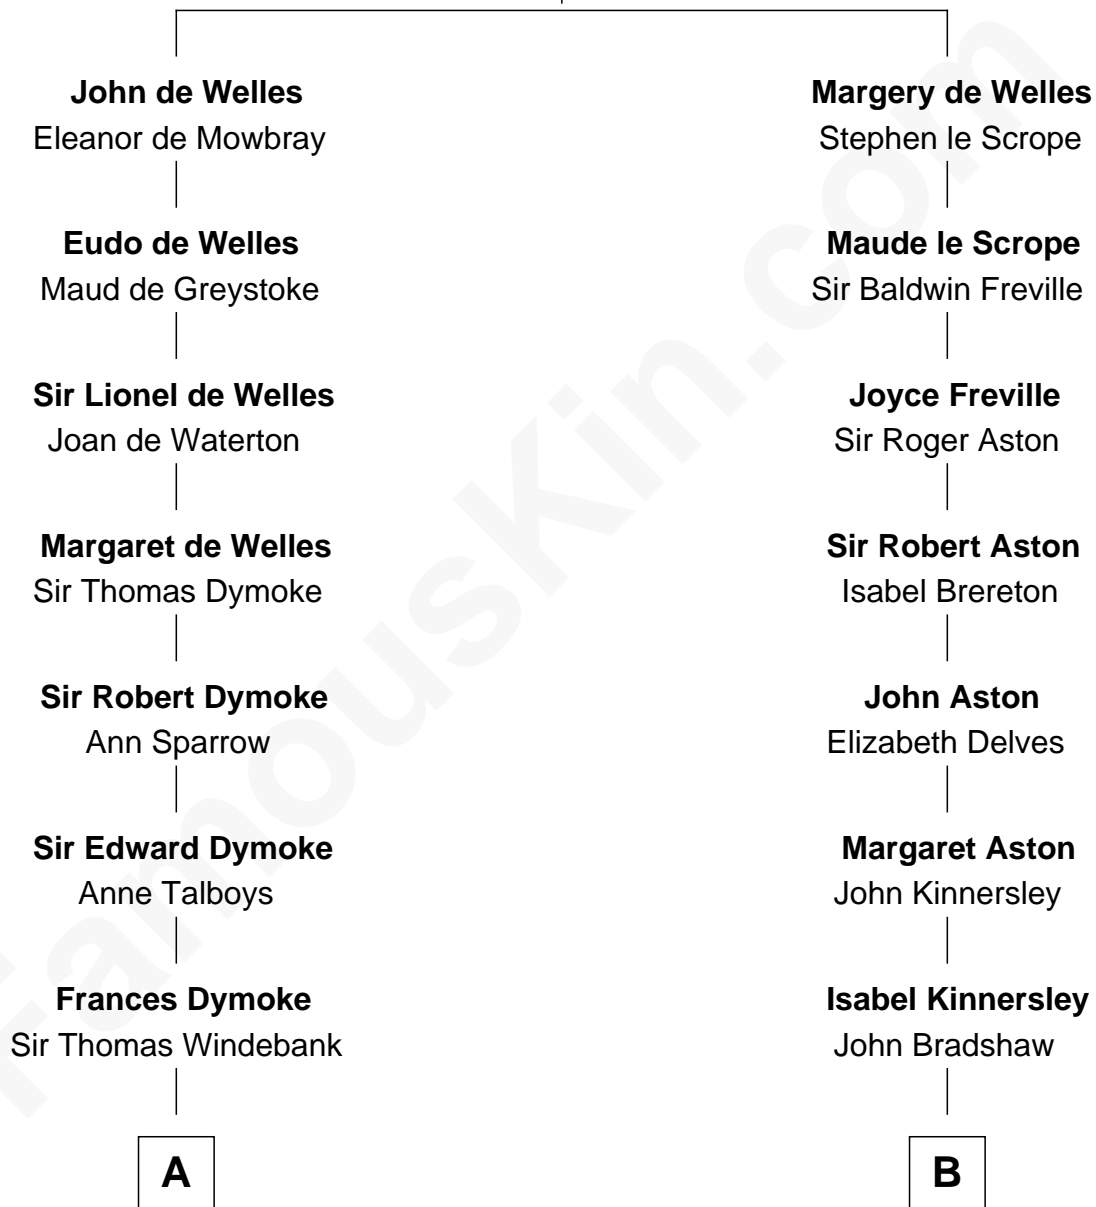 John de Welles
Eleanor de Mowbray
Eudo de Welles
Maud de Greystoke
Sir Lionel de Welles
Joan de Waterton
Margaret de Welles
Sir Thomas Dymoke
Sir Robert Dymoke
Ann Sparrow
Sir Edward Dymoke
Anne Talboys
Frances Dymoke
Sir Thomas Windebank
A
Margery de Welles
Stephen le Scrope
Maude le Scrope
Sir Baldwin Freville
Joyce Freville
Sir Roger Aston
Sir Robert Aston
Isabel Brereton
John Aston
Elizabeth Delves
Margaret Aston
John Kinnersley
Isabel Kinnersley
John Bradshaw
B
FamousKin.com